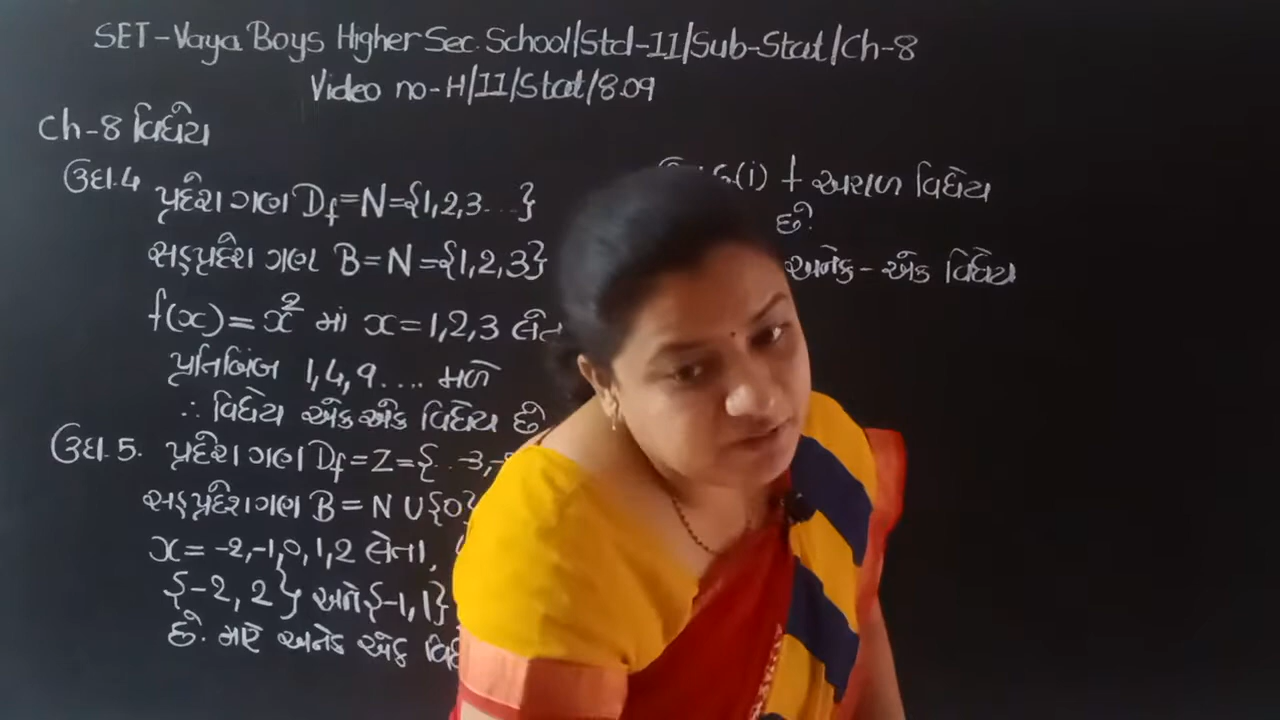 SET-Vaya Boys Higher Sec. School/Std-11/Sub-Stat/Ch-8
Video no-H/11/Stat/8.09
Ch-8 વિધેય
ઉદા.4
પ્રદેશ ગણ Df=N={1,2,3...}
સહપ્રદેશ ગણ B=N={1,2,3}
f(x)=x² માં x=1,2,3
પ્રતિબિંબ 1,4,9.... મળે
∴ વિધેય એક એક વિધેય છે
ઉદા.5. પ્રદેશ ગણ Df=Z={..-3,
સહપ્રદેશ ગણ B = N U{0}
x= -2,-1,0,1,2 લેતા,
{-2, 2} અને {-1,1}
છે. માટે અનેક એક
(i) f અચળ વિધેય
છે?
અનેક-એક વિધેય